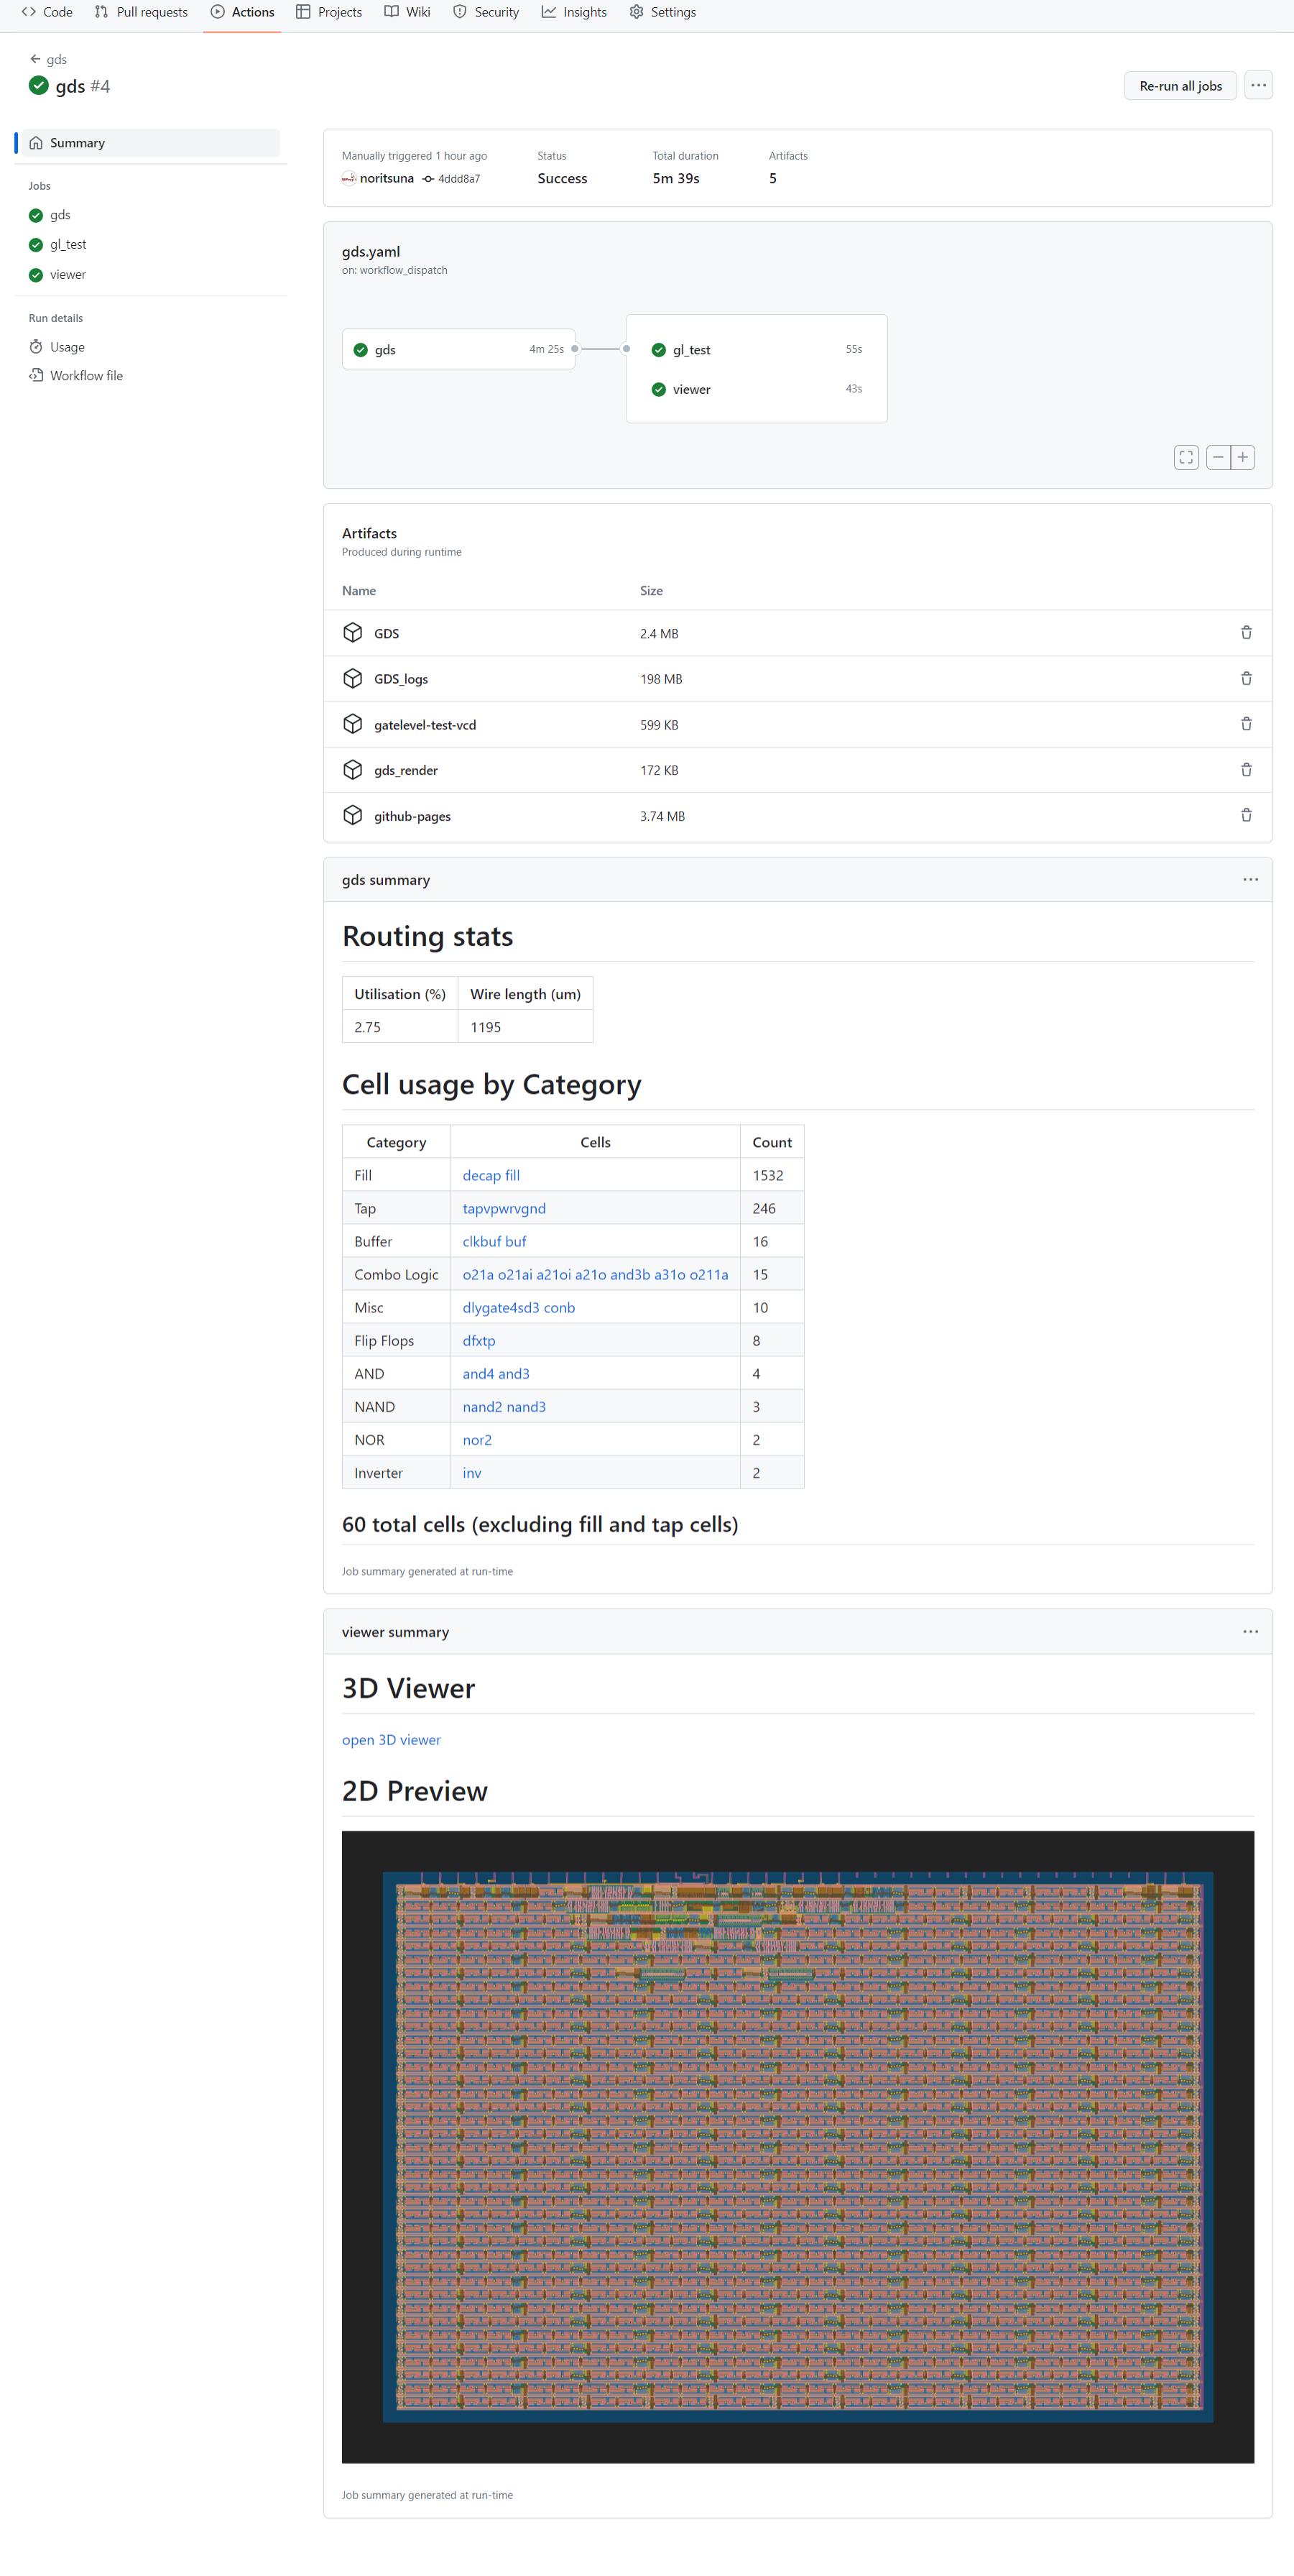 Code Pull requests Actions Projects Wiki Security Insights Settings
gds
gds #4
Re-run all jobs
Summary
Jobs
gds
gl_test
viewer
Run details
Usage
Workflow file
Manually triggered 1 hour ago Status Total duration Artifacts
noritsuna 4ddd8a7 Success 5m 39s 5
gds.yaml
on: workflow_dispatch
gds 4m 25s
gl_test 55s
viewer 43s
Artifacts
Produced during runtime
Name Size
GDS 2.4 MB
GDS_logs 198 MB
gatelevel-test-vcd 599 KB
gds_render 172 KB
github-pages 3.74 MB
gds summary
Routing stats
Utilisation (%) Wire length (um)
2.75 1195
Cell usage by Category
Category Cells Count
Fill decap fill 1532
Tap tapvpwrvgnd 246
Buffer clkbuf buf 16
Combo Logic o21a o21ai a21oi a21o and3b a31o o211a 15
Misc dlygate4sd3 conb 10
Flip Flops dfxtp 8
AND and4 and3 4
NAND nand2 nand3 3
NOR nor2 2
Inverter inv 2
60 total cells (excluding fill and tap cells)
Job summary generated at run-time
viewer summary
3D Viewer
open 3D viewer
2D Preview
Job summary generated at run-time